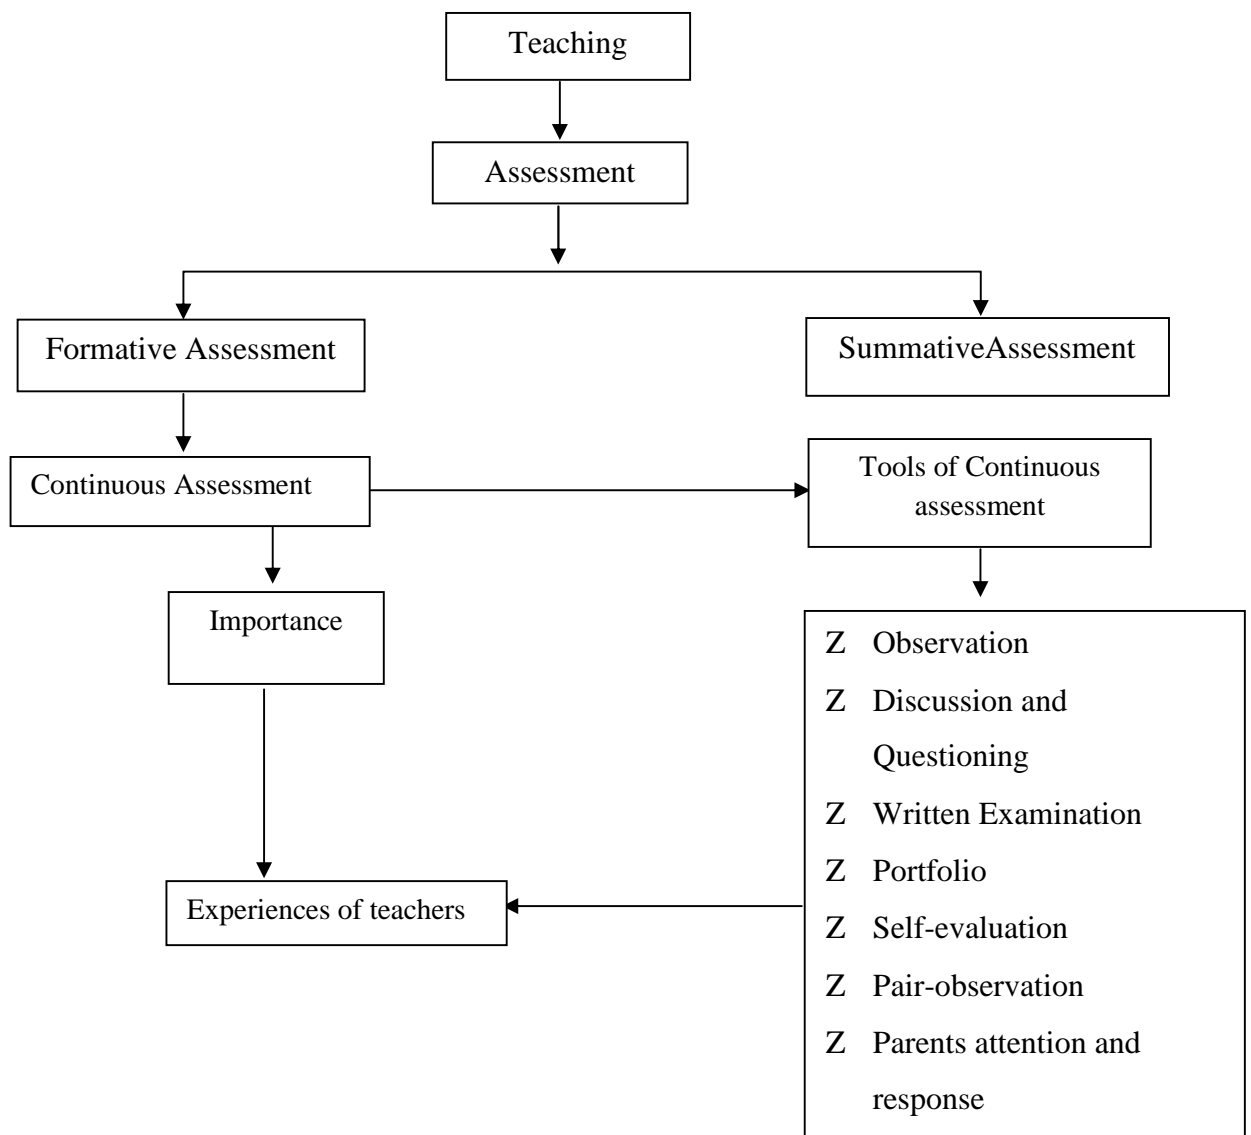 Teaching
Assessment
Formative Assessment
SummativeAssessment
Continuous Assessment
Tools of Continuous
assessment
Importance
Z Observation
Z Discussion and
Questioning
Z Written Examination
Z Portfolio
Z Self-evaluation
Z Pair-observation
Z Parents attention and
response
Experiences of teachers